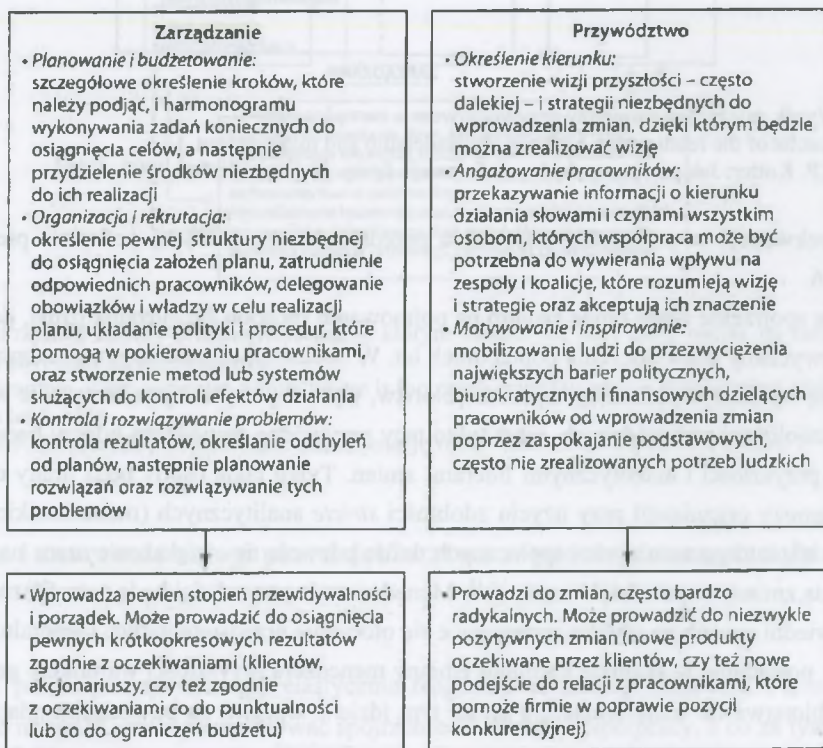 Zarządzanie
• Planowanie i budżetowanie:
szczegółowe określenie kroków, które
należy podjąć, i harmonogramu
wykonywania zadań koniecznych do
osiągnięcia celów, a następnie
przydzielenie środków niezbędnych
do ich realizacji
• Organizacja i rekrutacja:
określenie pewnej struktury niezbędnej
do osiągnięcia założeń planu, zatrudnienie
odpowiednich pracowników, delegowanie
obowiązków i władzy w celu realizacji
planu, układanie polityki i procedur, które
pomogą w pokierowaniu pracownikami,
oraz stworzenie metod lub systemów
służących do kontroli efektów działania
• Kontrola i rozwiązywanie problemów:
kontrola rezultatów, określanie odchyleń
od planów, następnie planowanie
rozwiązań oraz rozwiązywanie tych
problemów
• Wprowadza pewien stopień przewidywalności
i porządek. Może prowadzić do osiągnięcia
pewnych krótkookresowych rezultatów
zgodnie z oczekiwaniami (klientów,
akcjonariuszy, czy też zgodnie
z oczekiwaniami co do punktualności
lub co do ograniczeń budżetu)
Przywództwo
• Określenie kierunku:
stworzenie wizji przyszłości – często
dalekiej – i strategii niezbędnych do
wprowadzenia zmian, dzięki którym będzie
można zrealizować wizję
• Angażowanie pracowników:
przekazywanie informacji o kierunku
działania słowami i czynami wszystkim
osobom, których współpraca może być
potrzebna do wywierania wpływu na
zespoły i koalicje, które rozumieją wizję
i strategie oraz akceptują ich znaczenie
• Motywowanie i inspirowanie:
mobilizowanie ludzi do przezwyciężenia
największych barier politycznych,
biurokratycznych i finansowych dzielących
pracowników od wprowadzenia zmian
poprzez zaspokajanie podstawowych,
często nie zrealizowanych potrzeb ludzkich
• Prowadzi do zmian, często bardzo
radykalnych. Może prowadzić do niezwykle
pozytywnych zmian (nowe produkty
oczekiwane przez klientów, czy też nowe
podejście do relacji z pracownikami, które
pomoże firmie w poprawie pozycji
konkurencyjnej)